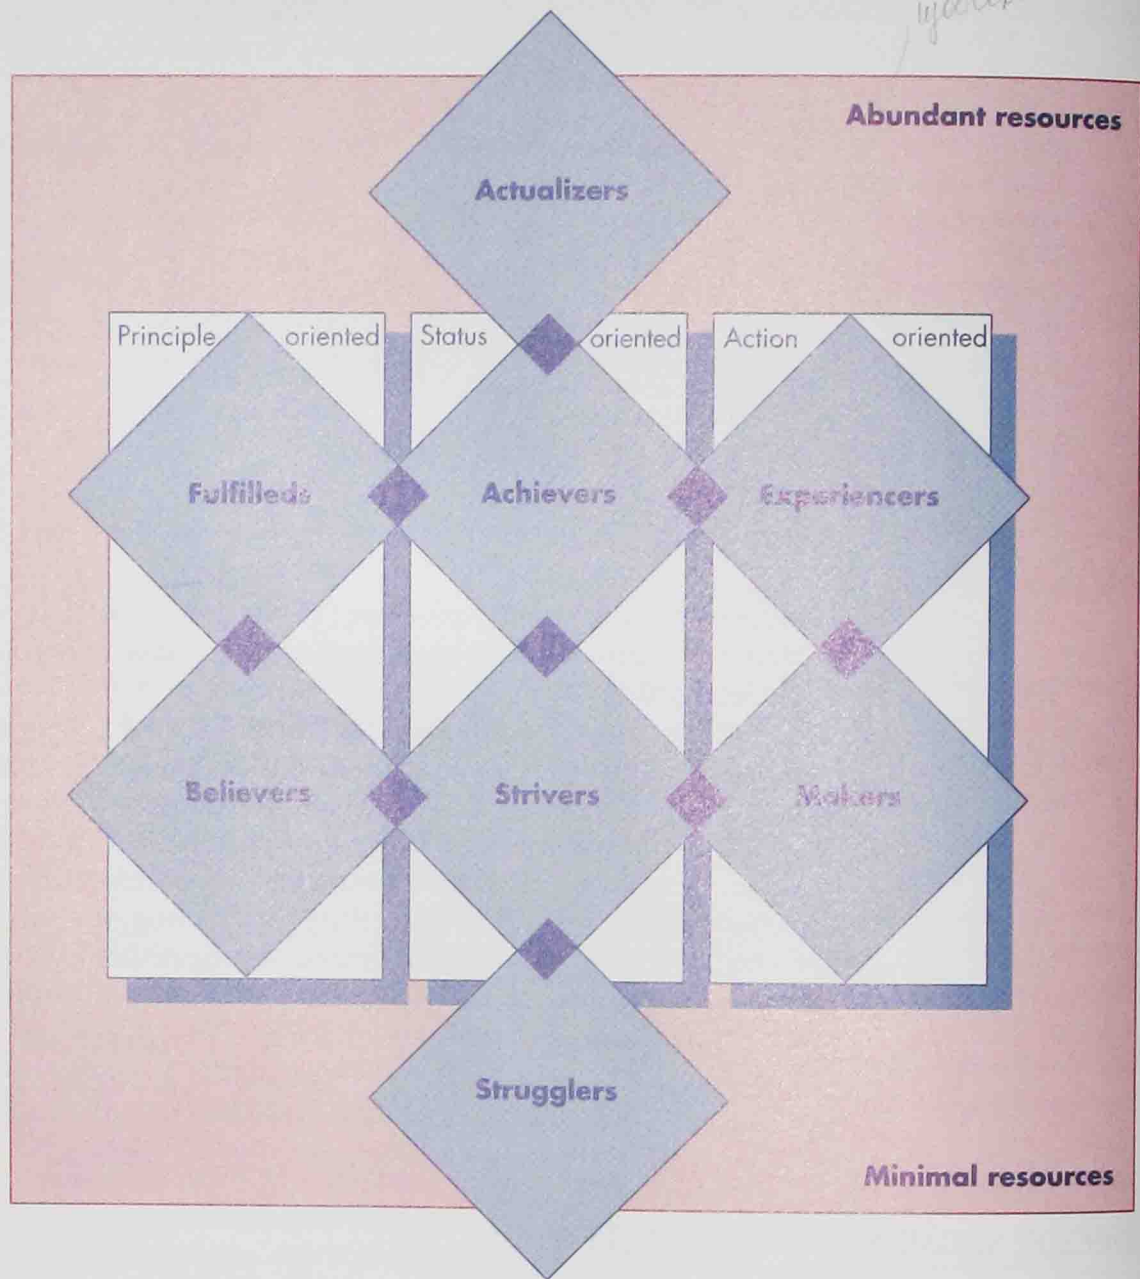 Abundant resources
Actualizers
Principle oriented Status oriented Action oriented
Fulfilleds Achievers Experiencers
Believers Strivers Makers
Strugglers
Minimal resources